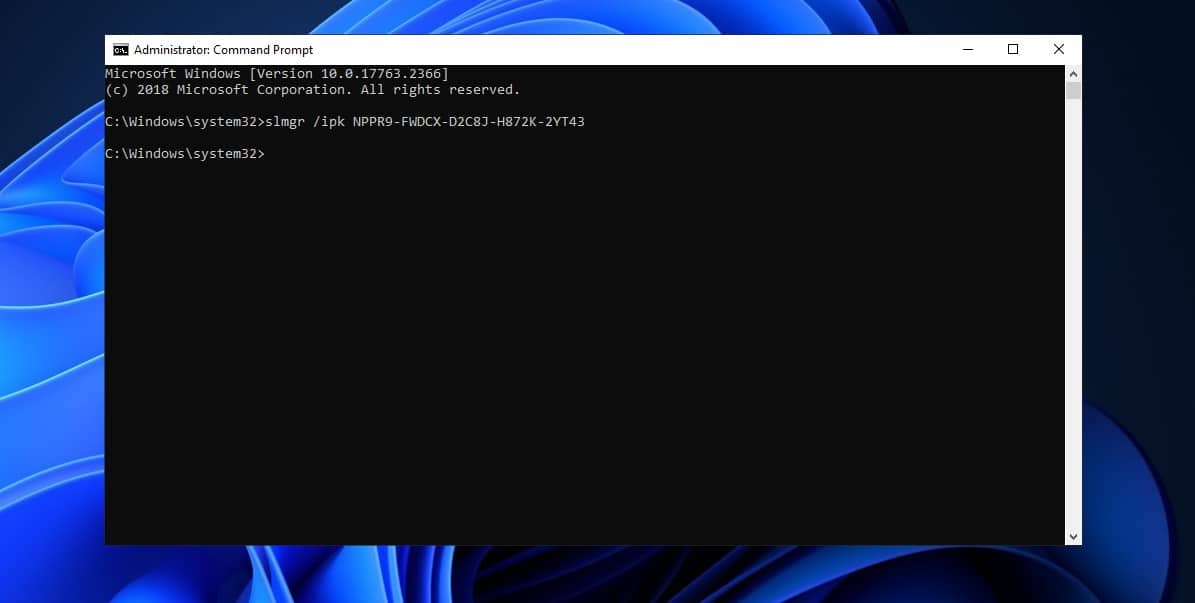 Administrator: Command Prompt
Microsoft Windows [Version 10.0.17763.2366]
(c) 2018 Microsoft Corporation. All rights reserved.
C:\Windows\system32>slmgr /ipk NPPR9-FWDCX-D2C8J-H872K-2YT43
C:\Windows\system32>